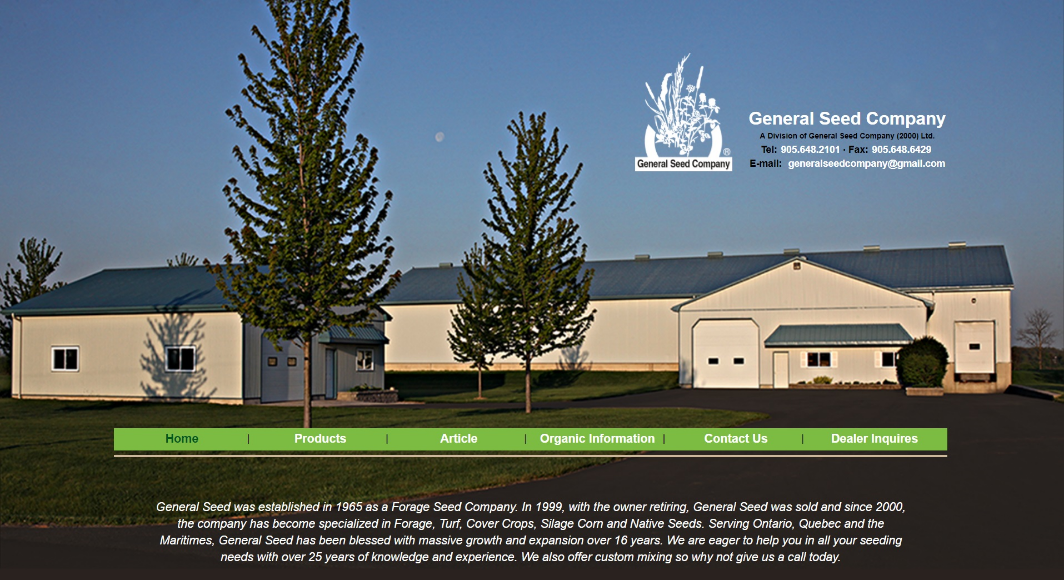 General Seed Company ®
General Seed Company
A Division of General Seed Company (2000) Ltd.
Tel: 905.648.2101 · Fax: 905.648.6429
E-mail: generalseedcompany@gmail.com
Home | Products | Article | Organic Information | Contact Us | Dealer Inquires
General Seed was established in 1965 as a Forage Seed Company. In 1999, with the owner retiring, General Seed was sold and since 2000,
the company has become specialized in Forage, Turf, Cover Crops, Silage Corn and Native Seeds. Serving Ontario, Quebec and the
Maritimes, General Seed has been blessed with massive growth and expansion over 16 years. We are eager to help you in all your seeding
needs with over 25 years of knowledge and experience. We also offer custom mixing so why not give us a call today.